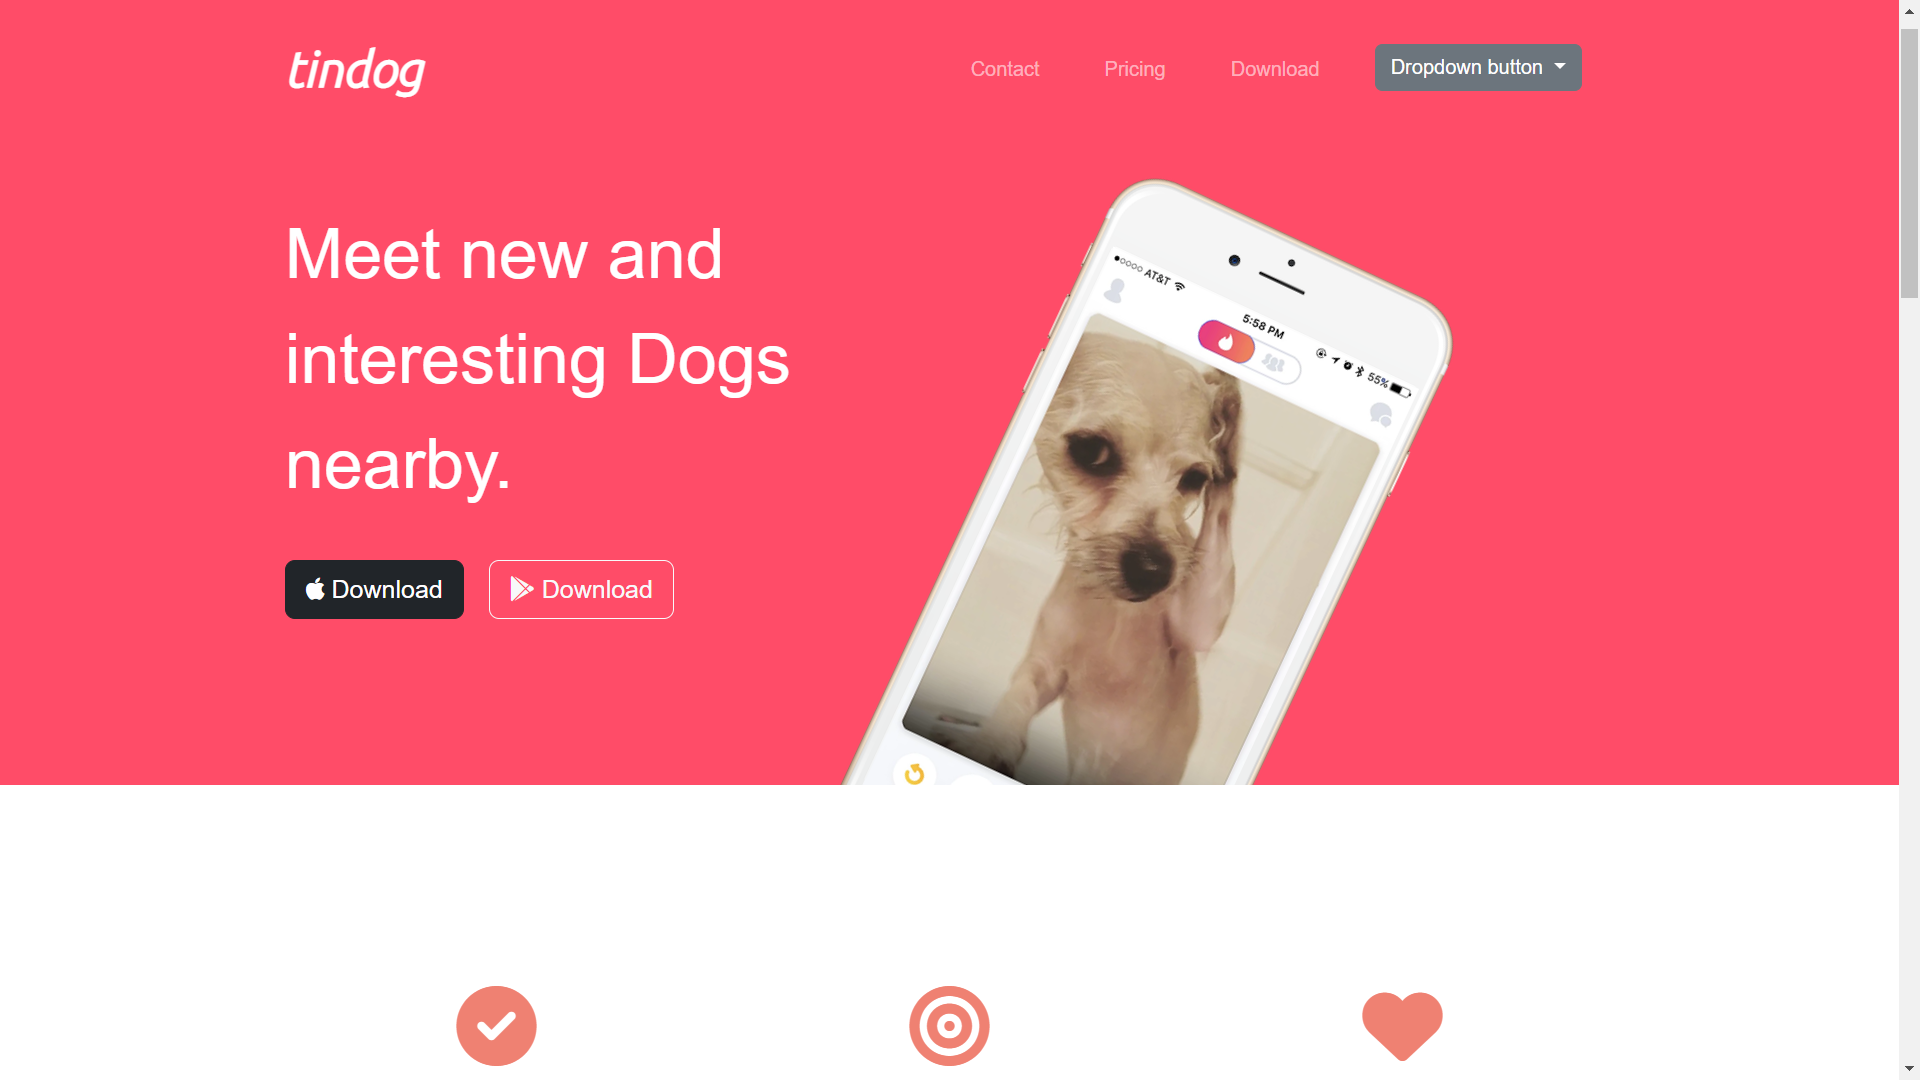 tindog
Contact Pricing Download Dropdown button
Meet new and
interesting Dogs
nearby.
Download Download
AT&T
5:58 PM
55%